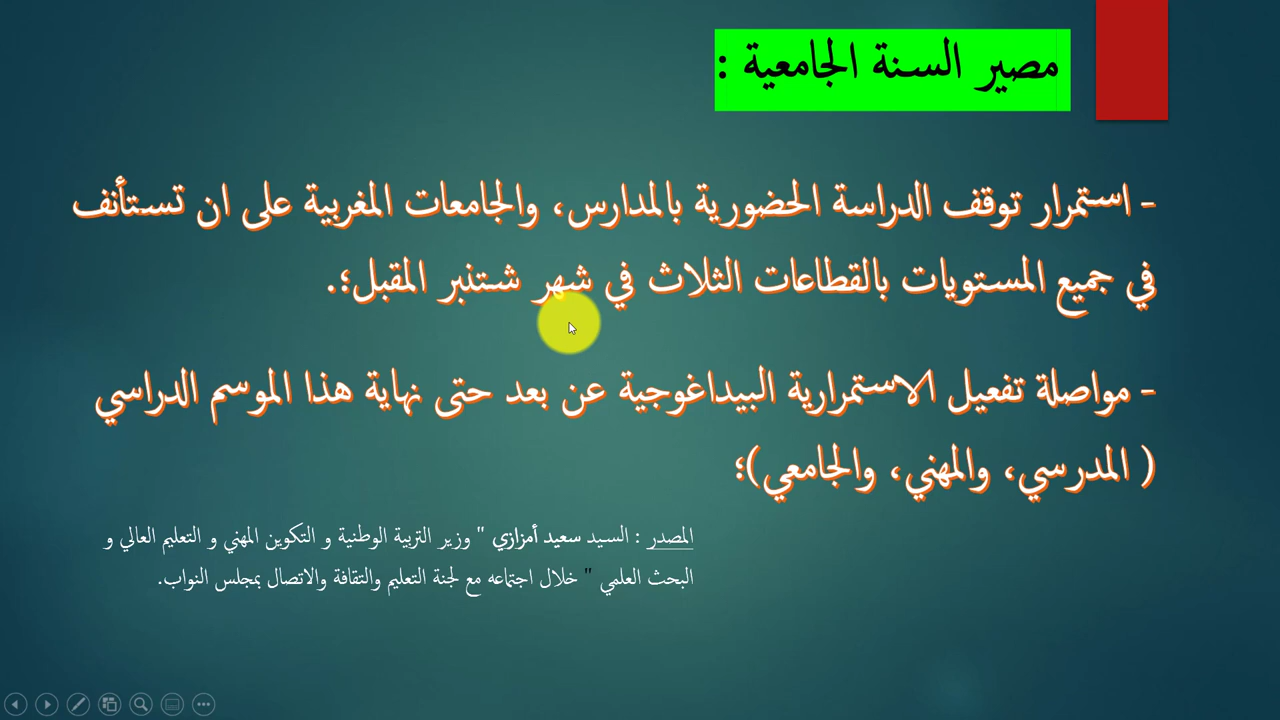 مصير السنة الجامعية :
- استمرار توقف الدراسة الحضورية بالمدارس، والجامعات المغربية على ان تستأنف
في جميع المستويات بالقطاعات الثلاث في شهر شتنبر المقبل؛.
- مواصلة تفعيل الاستمرارية البيداغوجية عن بعد حتى نهاية هذا الموسم الدراسي
( المدرسي، والمهني، والجامعي)؛
المصدر : السيد سعيد أمزازي " وزير التربية الوطنية و التكوين المهني و التعليم العالي و
البحث العلمي " خلال اجتماعه مع لجنة التعليم والثقافة والاتصال بمجلس النواب.